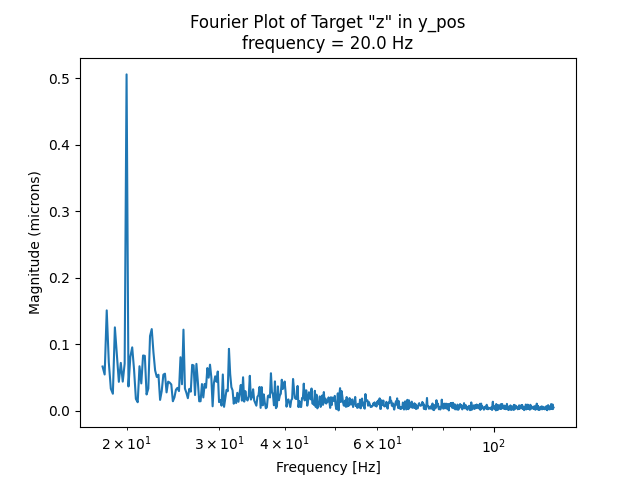 Fourier Plot of Target "z" in y_pos
frequency = 20.0 Hz
0.5
0.4
0.3
0.2
0.1
0.0
Magnitude (microns)
2 × 10¹ 3 × 10¹ 4 × 10¹ 6 × 10¹ 10²
Frequency [Hz]